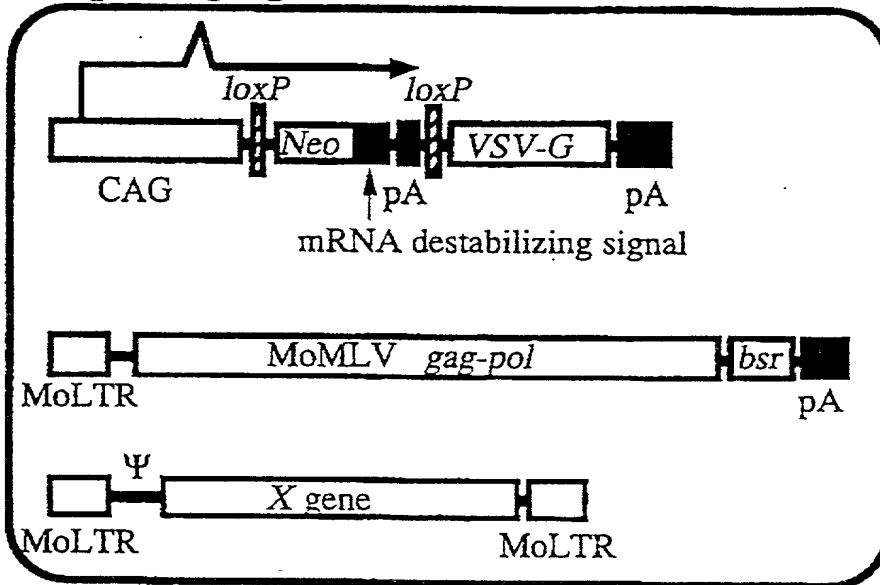 loxP loxP
Neo VSV-G
CAG pA pA
mRNA destabilizing signal
MoMLV gag-pol bsr
MoLTR pA
Ψ
X gene
MoLTR MoLTR